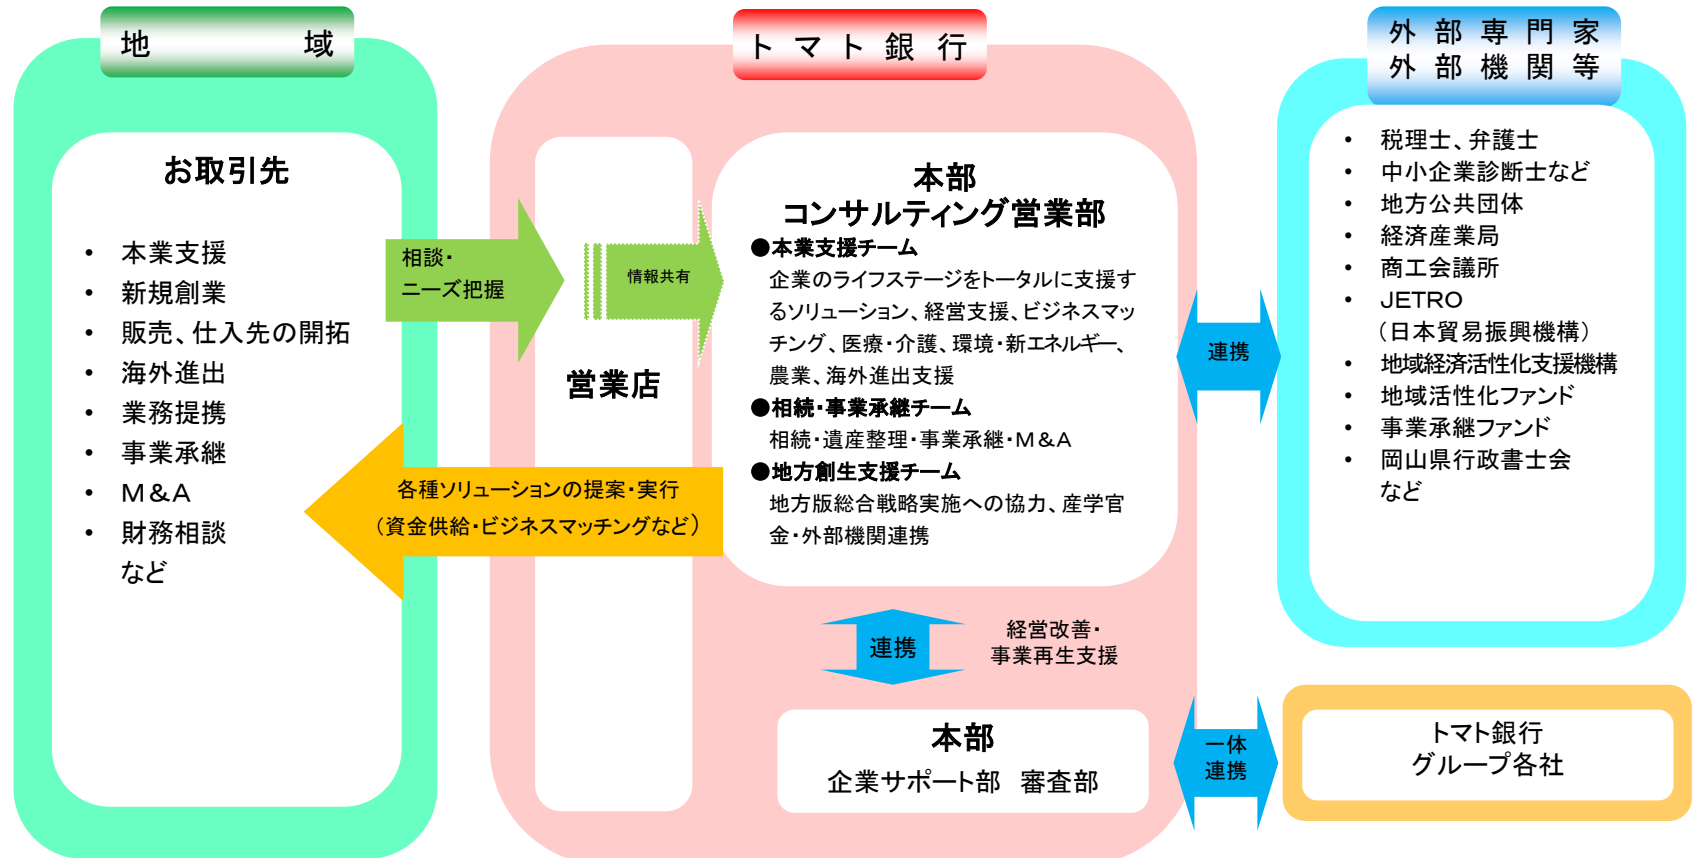 地 域
お取引先
・ 本業支援
・ 新規創業
・ 販売、仕入先の開拓
・ 海外進出
・ 業務提携
・ 事業承継
・ M&A
・ 財務相談
など
相談・
ニーズ把握
トマト銀行
営業店
情報共有
本部
コンサルティング営業部
●本業支援チーム
企業のライフステージをトータルに支援す
るソリューション、経営支援、ビジネスマッ
チング、医療・介護、環境・新エネルギー、
農業、海外進出支援
●相続・事業承継チーム
相続・遺産整理・事業承継・M&A
●地方創生支援チーム
地方版総合戦略実施への協力、産学官
金・外部機関連携
各種ソリューションの提案・実行
(資金供給・ビジネスマッチングなど)
連携
経営改善・
事業再生支援
本部
企業サポート部 審査部
連携
外部専門家
外部機関等
・ 税理士、弁護士
・ 中小企業診断士など
・ 地方公共団体
・ 経済産業局
・ 商工会議所
・ JETRO
(日本貿易振興機構)
・ 地域経済活性化支援機構
・ 地域活性化ファンド
・ 事業承継ファンド
・ 岡山県行政書士会
など
一体
連携
トマト銀行
グループ各社